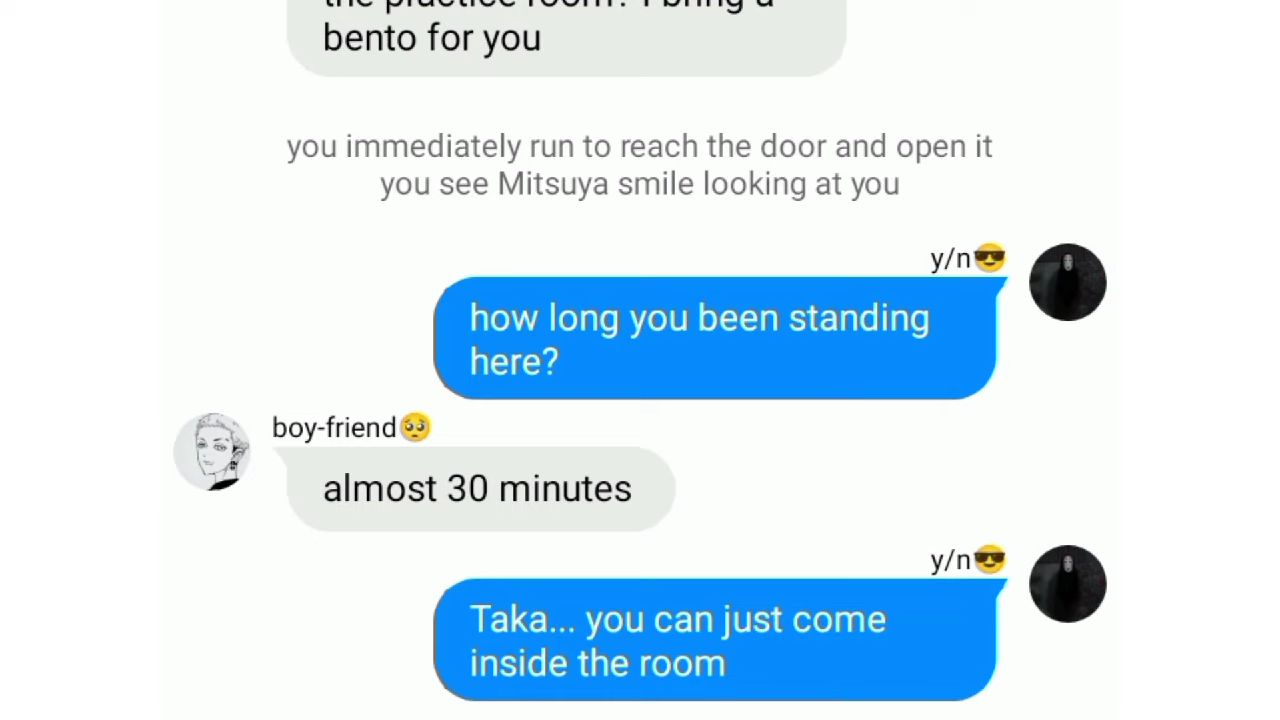 the practice room? I bring a
bento for you
you immediately run to reach the door and open it
you see Mitsuya smile looking at you
y/n😎
how long you been standing
here?
boy-friend🥺
almost 30 minutes
y/n😎
Taka... you can just come
inside the room